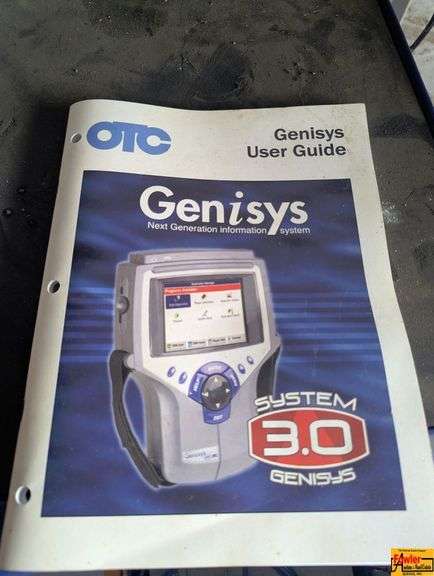 OTC
Genisys
User Guide
Genisys
Next Generation information system
SYSTEM
3.0
GENISYS